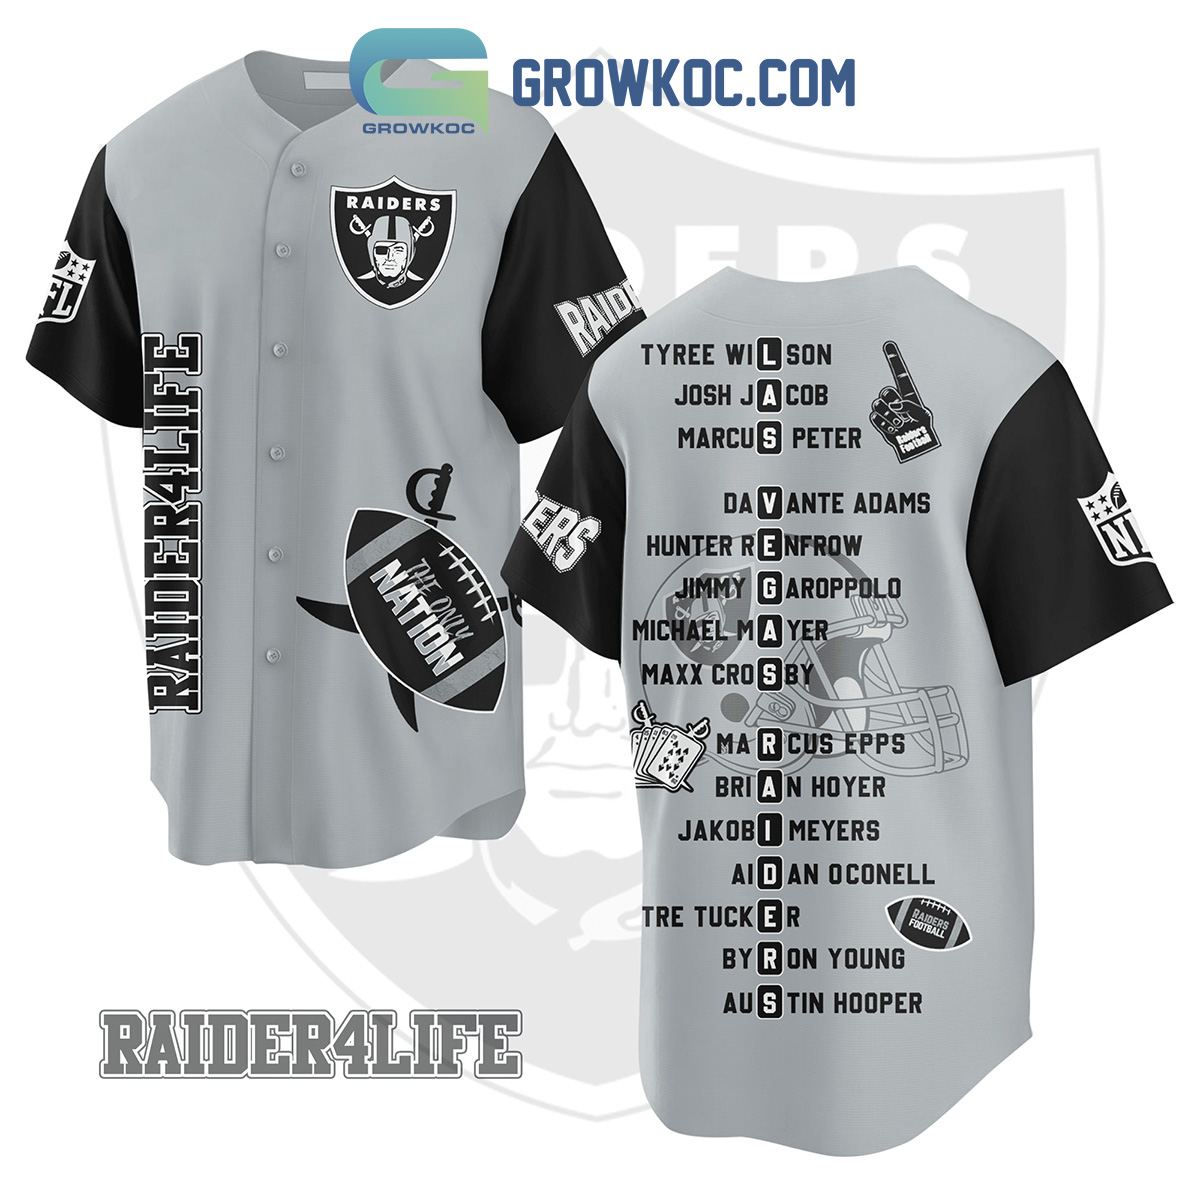 GROWKOC
GROWKOC.COM
RAIDERS
NFL
RAIDERS
RAIDER4LIFE
THE ONLY
NATION
TYREE WILSON
JOSH JACOB
MARCUS PETER
Raiders
Football
DAVANTE ADAMS
HUNTER RENFROW
JIMMY GAROPPOLO
MICHAEL MAYER
MAXX CROSBY
MARCUS EPPS
BRIAN HOYER
JAKOBI MEYERS
AIDAN OCONELL
TRE TUCKER
RAIDERS
FOOTBALL
BYRON YOUNG
AUSTIN HOOPER
ERS
NFL
RAIDER4LIFE